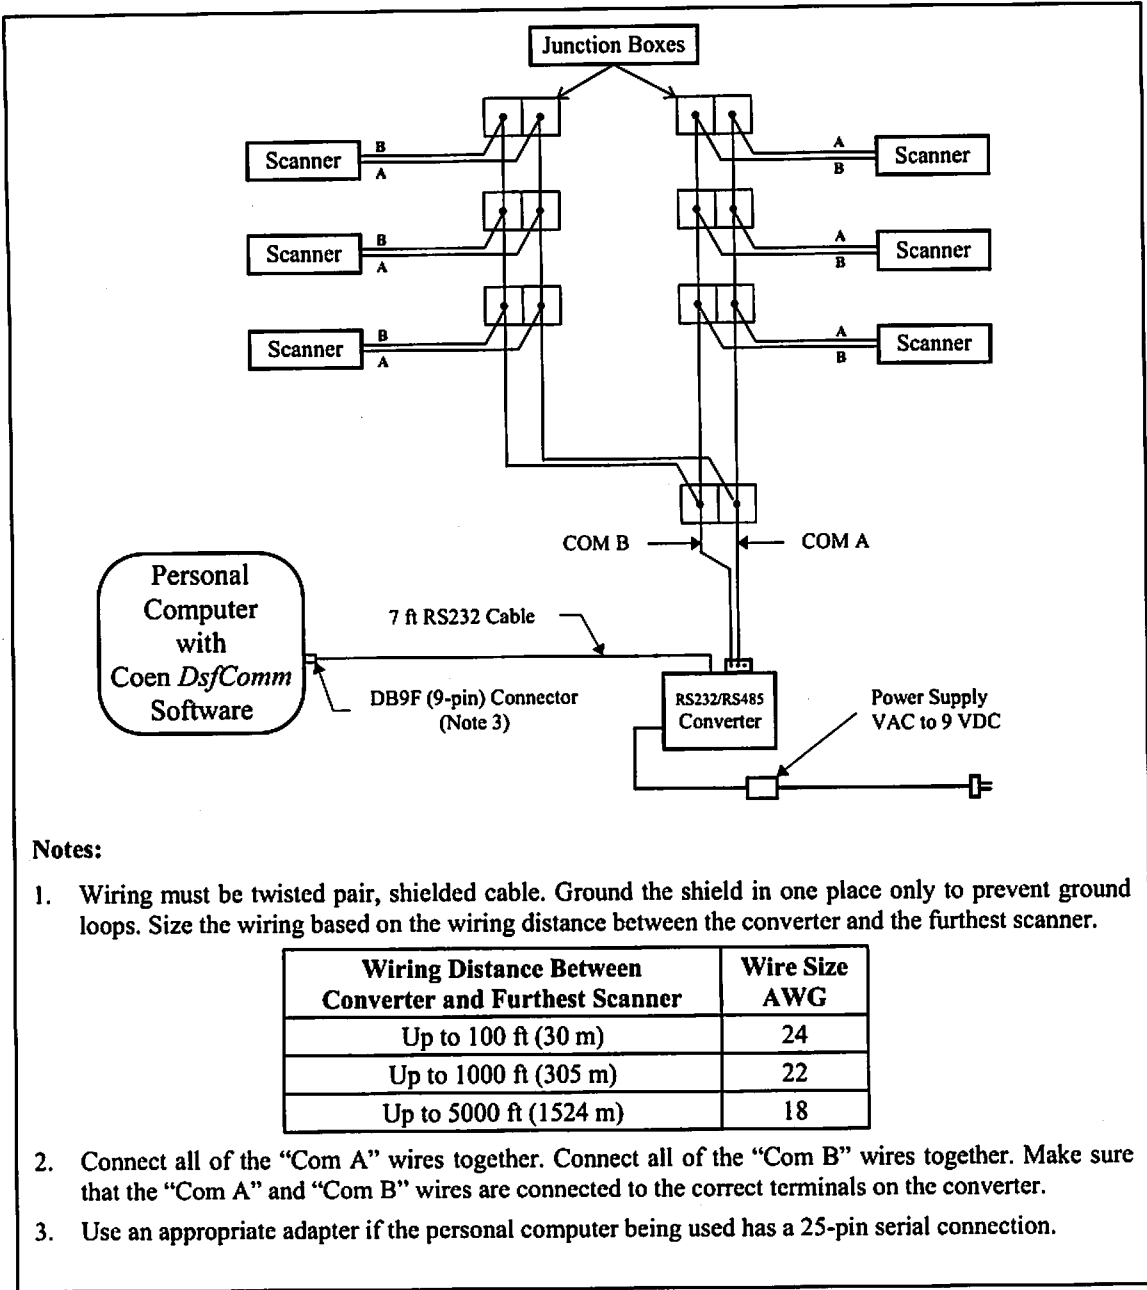 Junction Boxes
Scanner
B
A
A
B
Scanner
Scanner
B
A
A
B
Scanner
Scanner
B
A
A
B
Scanner
COM B
COM A
Personal
Computer
with
Coen DsfComm
Software
7 ft RS232 Cable
DB9F (9-pin) Connector
(Note 3)
RS232/RS485
Converter
Power Supply
VAC to 9 VDC
Notes:
1. Wiring must be twisted pair, shielded cable. Ground the shield in one place only to prevent ground
loops. Size the wiring based on the wiring distance between the converter and the furthest scanner.
Wiring Distance Between
Converter and Furthest Scanner
Wire Size
AWG
Up to 100 ft (30 m) 24
Up to 1000 ft (305 m) 22
Up to 5000 ft (1524 m) 18
2. Connect all of the “Com A” wires together. Connect all of the “Com B” wires together. Make sure
that the “Com A” and “Com B” wires are connected to the correct terminals on the converter.
3. Use an appropriate adapter if the personal computer being used has a 25-pin serial connection.